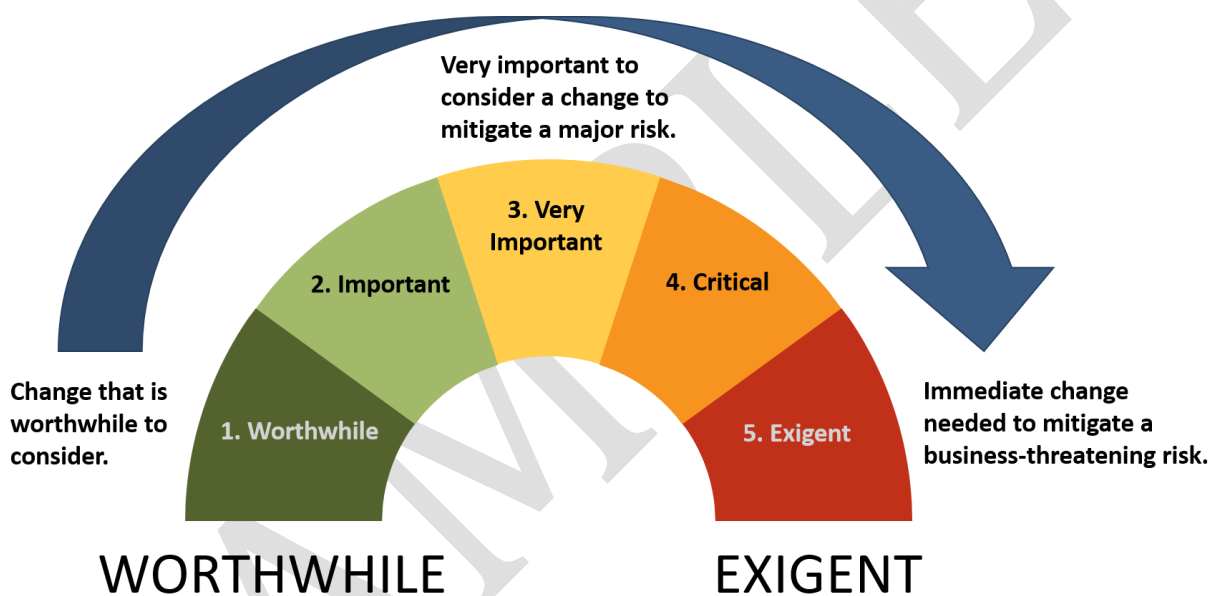 Very important to
consider a change to
mitigate a major risk.
3. Very
Important
2. Important
4. Critical
1. Worthwhile
5. Exigent
Change that is
worthwhile to
consider.
Immediate change
needed to mitigate a
business-threatening risk.
WORTHWHILE
EXIGENT